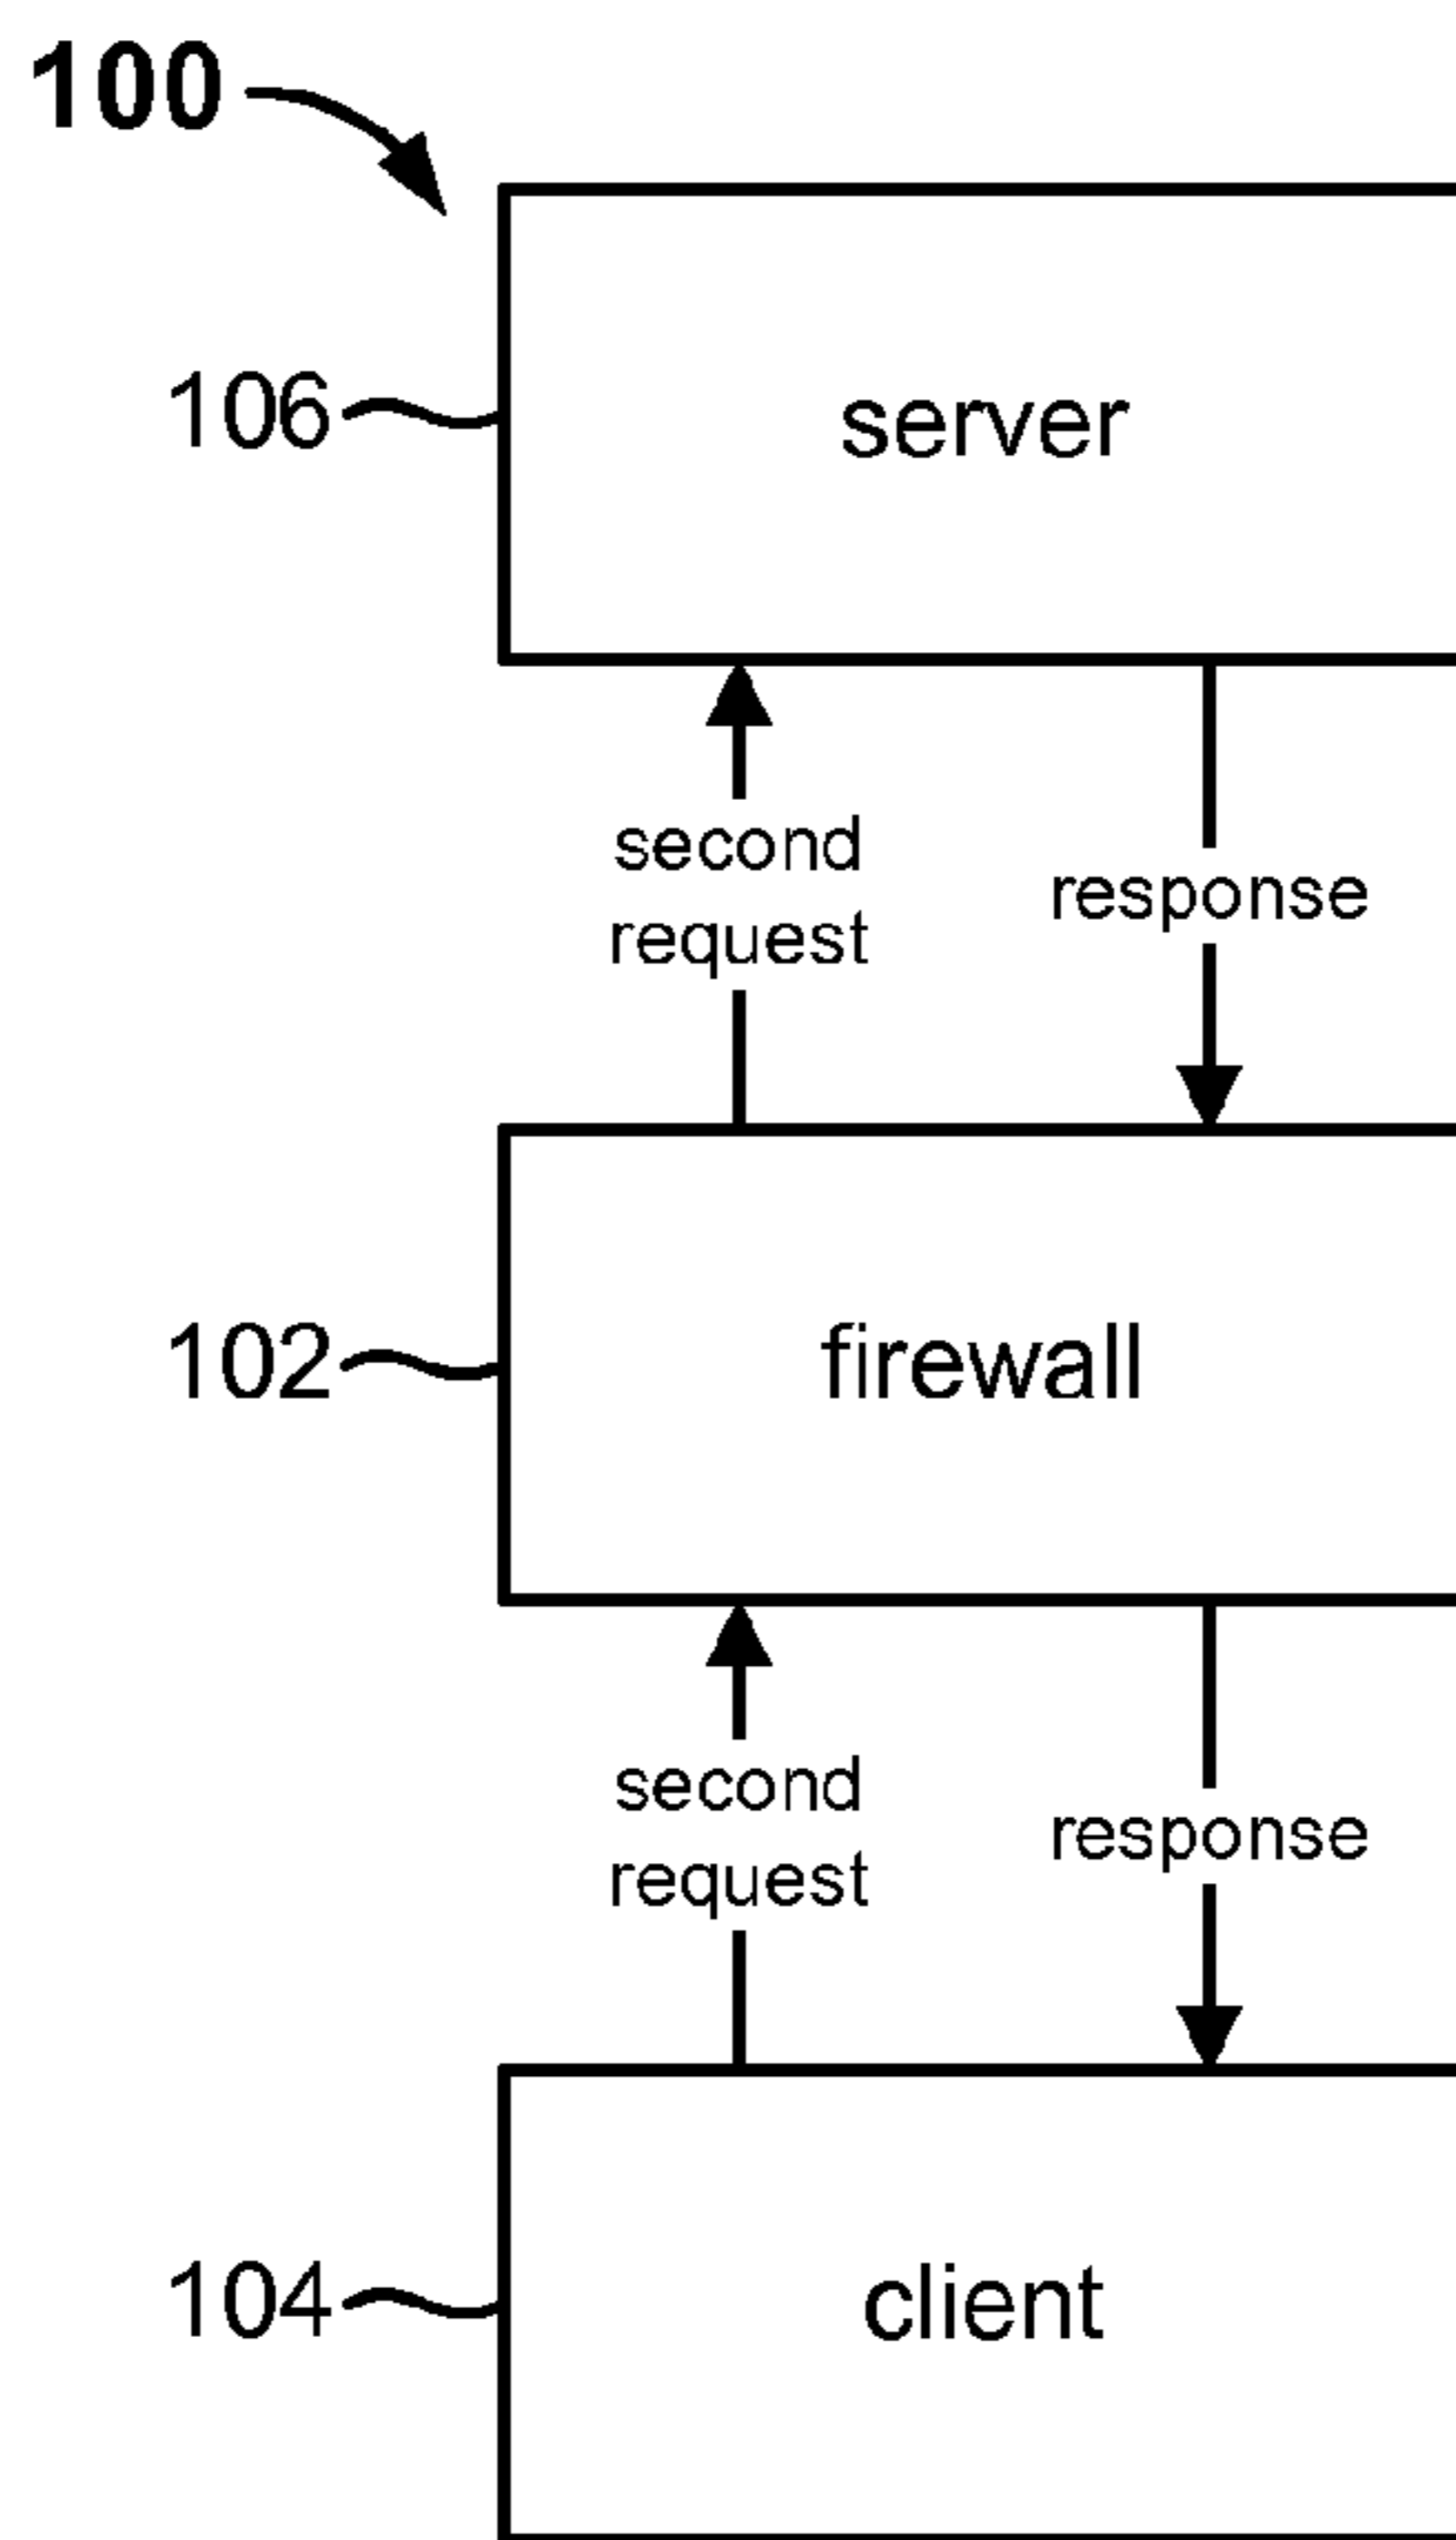 100
106
server
second
request
response
102
firewall
second
request
response
104
client